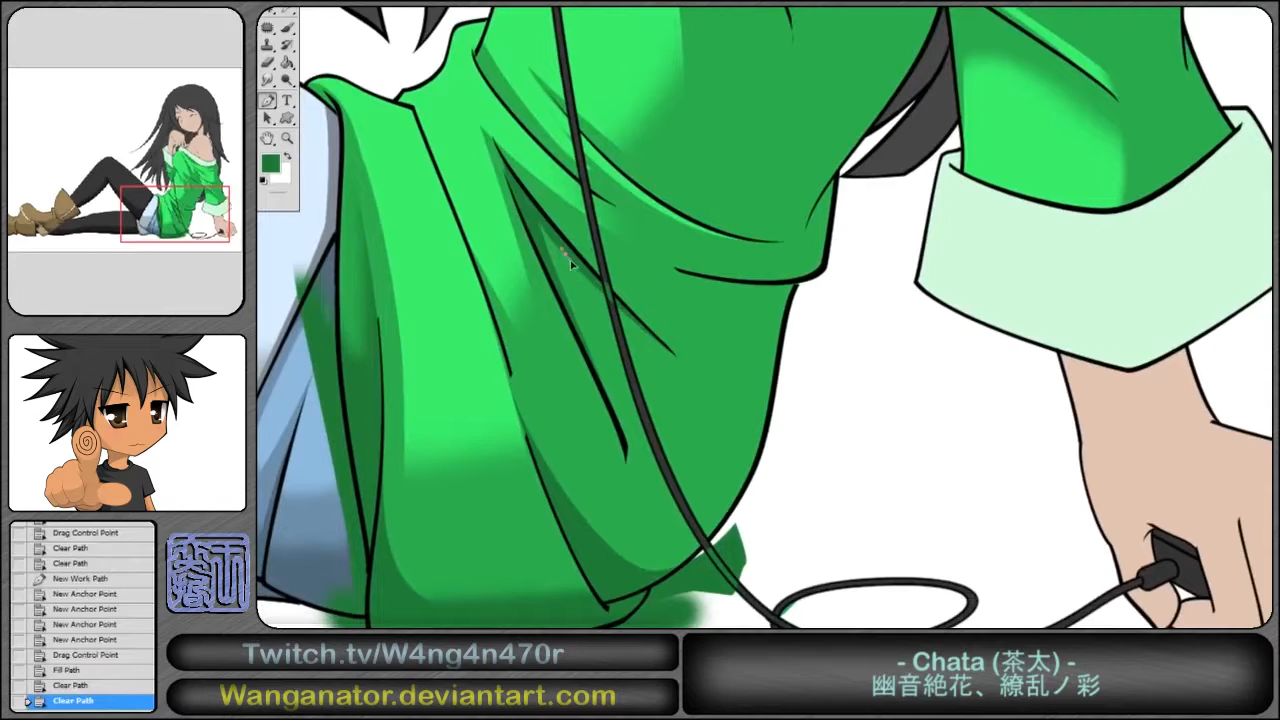 Drag Control Point
Clear Path
Clear Path
New Work Path
New Anchor Point
New Anchor Point
New Anchor Point
New Anchor Point
Drag Control Point
Fill Path
Clear Path
Clear Path
Twitch.tv/W4ng4n470r
Wanganator.deviantart.com
- Chata (茶太) -
幽音絶花、繚乱ノ彩